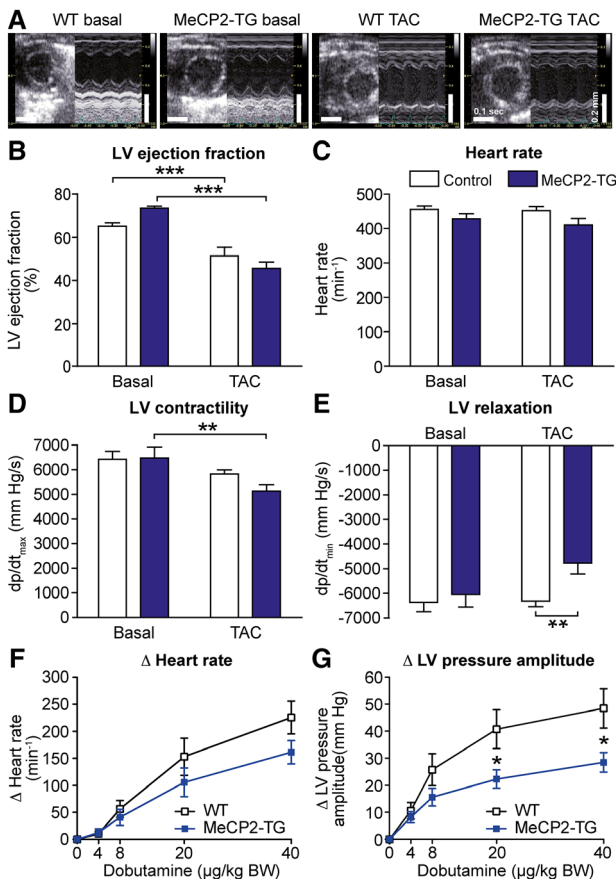 A WT basal MeCP2-TG basal WT TAC MeCP2-TG TAC
0.1 sec
0.2 mm
B LV ejection fraction
LV ejection fraction
(%)
80
60
40
20
0
*** 
***
Basal TAC
C Heart rate
Control MeCP2-TG
Heart rate
(min⁻¹)
500
400
300
200
100
0
Basal TAC
D LV contractility
dp/dtmax (mm Hg/s)
7000
6000
5000
4000
3000
2000
1000
0
**
Basal TAC
E LV relaxation
Basal TAC
dp/dtmin (mm Hg/s)
0
-1000
-2000
-3000
-4000
-5000
-6000
-7000
**
F Δ Heart rate
Δ Heart rate
(min⁻¹)
300
250
200
150
100
50
0
WT
MeCP2-TG
0 4 8 20 40
Dobutamine (µg/kg BW)
G Δ LV pressure amplitude
Δ LV pressure
amplitude(mm Hg)
60
50
40
30
20
10
0
*
*
WT
MeCP2-TG
0 4 8 20 40
Dobutamine (µg/kg BW)